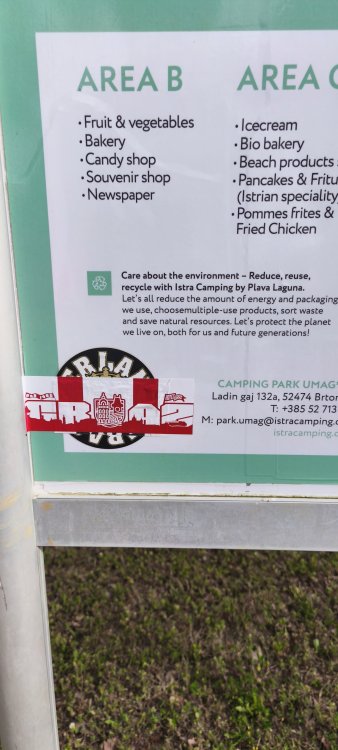 AREA B
• Fruit & vegetables
• Bakery
• Candy shop
• Souvenir shop
• Newspaper
AREA
• Icecream
• Bio bakery
• Beach products
• Pancakes & Fritu
(Istrian speciality
• Pommes frites &
Fried Chicken
Care about the environment – Reduce, reuse,
recycle with Istra Camping by Plava Laguna.
Let's all reduce the amount of energy and packaging
we use, choosemultiple-use products, sort waste
and save natural resources. Let's protect the planet
we live on, both for us and future generations!
CAMPING PARK UMAG
Ladin gaj 132a, 52474 Brton
T: +385 52 713
M: park.umag@istracamping.c
istracamping.c